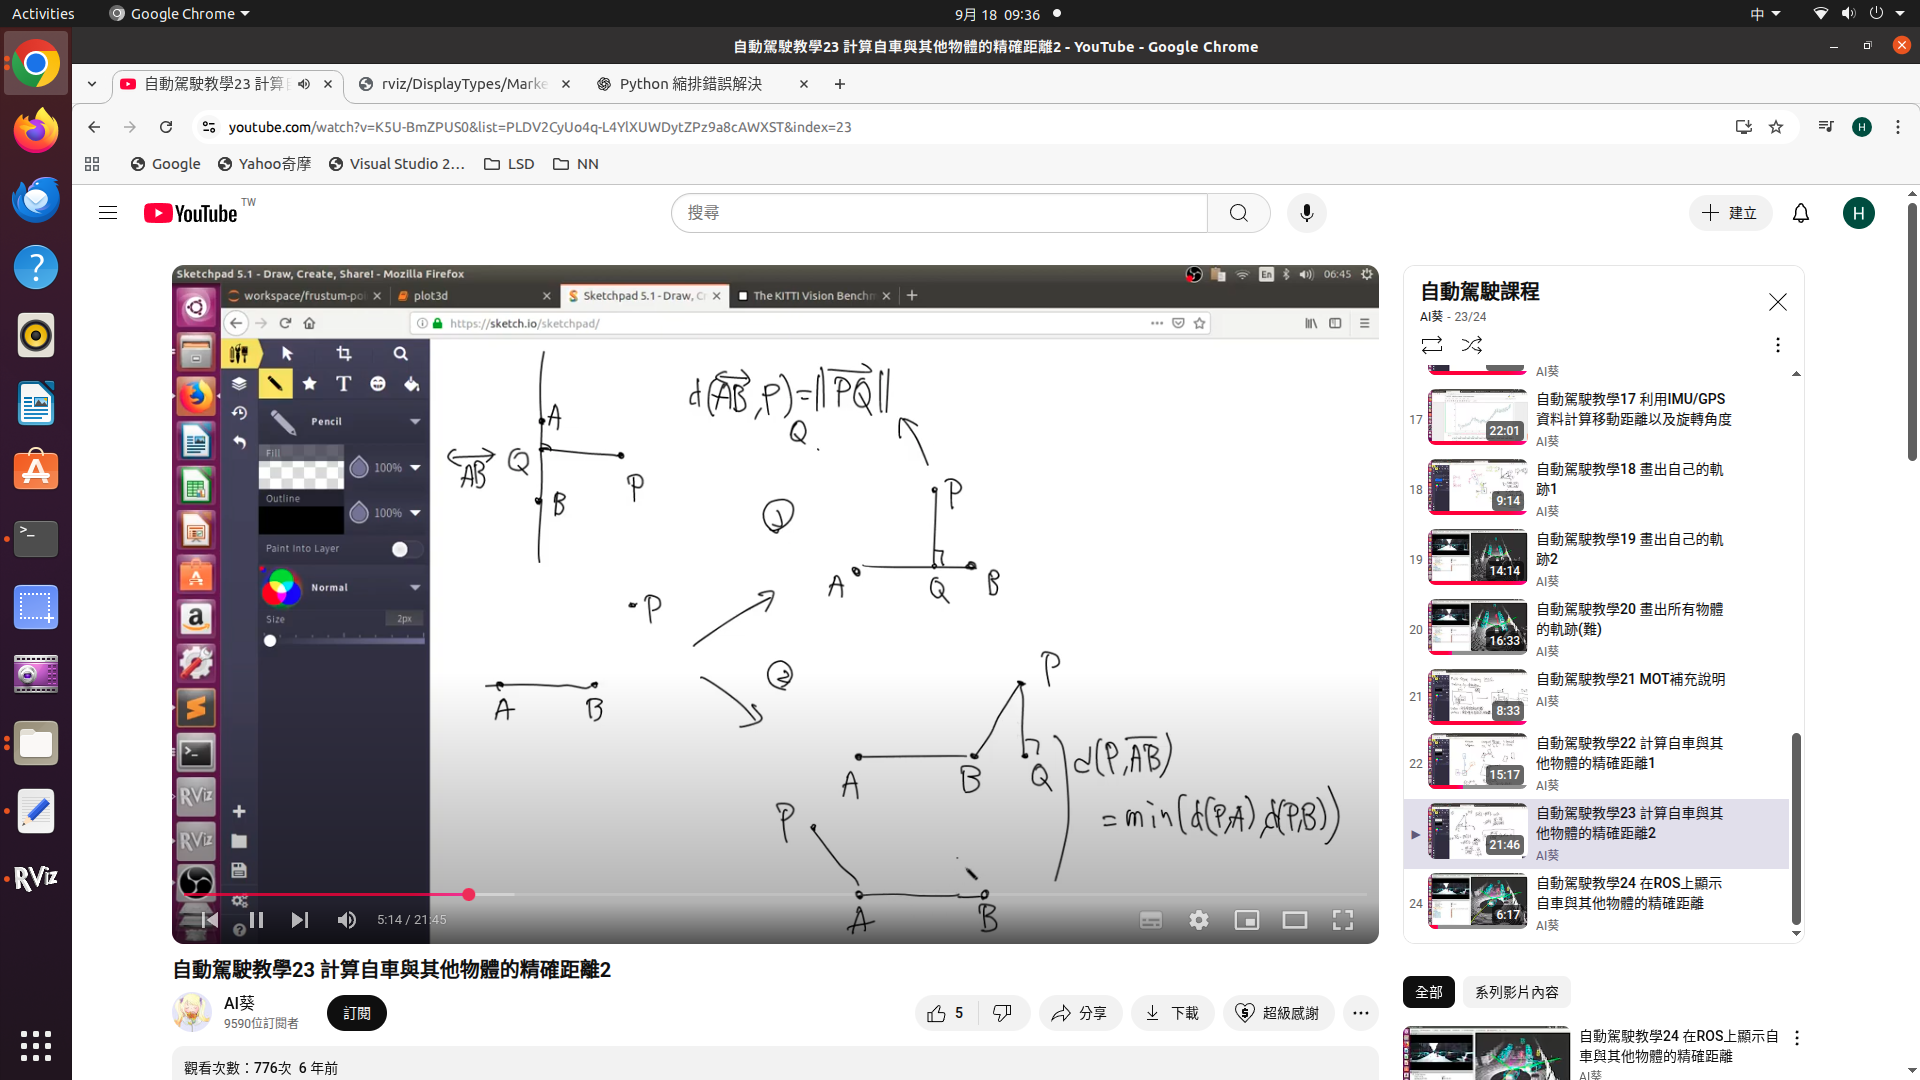 Activities
Google Chrome
9月 18 09:36
中
自動駕駛教學23 計算自車與其他物體的精確距離2 - YouTube - Google Chrome
自動駕駛教學23 計算自
rviz/DisplayTypes/Marke
Python 縮排錯誤解決
youtube.com/watch?v=K5U-BmZPUS0&list=PLDV2CyUo4q-L4YlXUWDytZPz9a8cAWXST&index=23
H
Google
Yahoo奇摩
Visual Studio 2…
LSD
NN
YouTube TW
搜尋
建立
H
Sketchpad 5.1 - Draw, Create, Share! - Mozilla Firefox
En
06:45
workspace/frustum-poi
plot3d
Sketchpad 5.1 - Draw, Cr
The KITTI Vision Benchm
https://sketch.io/sketchpad/
Pencil
Fill
100%
Outline
100%
Paint Into Layer
Normal
Size
2px
A
AB
Q
P
B
d(AB,P)=||PQ||
Q
①
P
A
Q
B
P
A
B
②
P
A
B
Q
d(P,AB)
=min(d(P,A),d(P,B))
P
A
B
RViz
RViz
RViz
5:14 / 21:45
自動駕駛教學23 計算自車與其他物體的精確距離2
AI葵
9590位訂閱者
訂閱
5
分享
下載
超級感謝
觀看次數：776次 6 年前
自動駕駛課程
AI葵 - 23/24
AI葵
17
22:01
自動駕駛教學17 利用IMU/GPS
資料計算移動距離以及旋轉角度
AI葵
18
9:14
自動駕駛教學18 畫出自己的軌
跡1
AI葵
19
14:14
自動駕駛教學19 畫出自己的軌
跡2
AI葵
20
16:33
自動駕駛教學20 畫出所有物體
的軌跡(難)
AI葵
21
8:33
自動駕駛教學21 MOT補充說明
AI葵
22
15:17
自動駕駛教學22 計算自車與其
他物體的精確距離1
AI葵
21:46
自動駕駛教學23 計算自車與其
他物體的精確距離2
AI葵
24
6:17
自動駕駛教學24 在ROS上顯示
自車與其他物體的精確距離
AI葵
全部
系列影片內容
自動駕駛教學24 在ROS上顯示自
車與其他物體的精確距離
AI葵